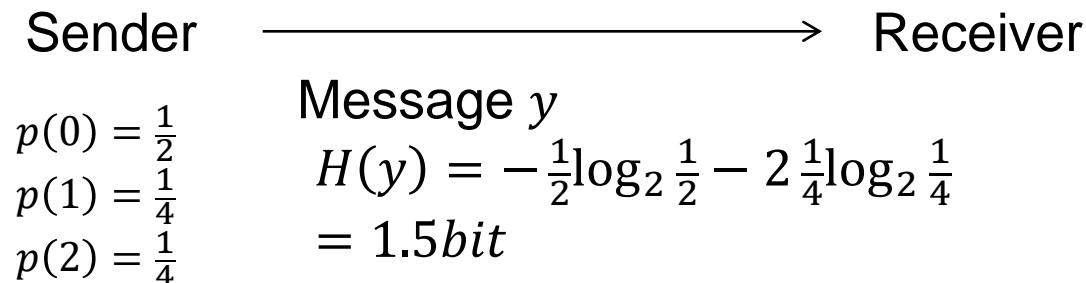 Sender ⟶ Receiver
Message y
p(0) = 1/2
p(1) = 1/4
p(2) = 1/4
H(y) = −1/2 log₂ 1/2 − 2 1/4 log₂ 1/4
= 1.5bit